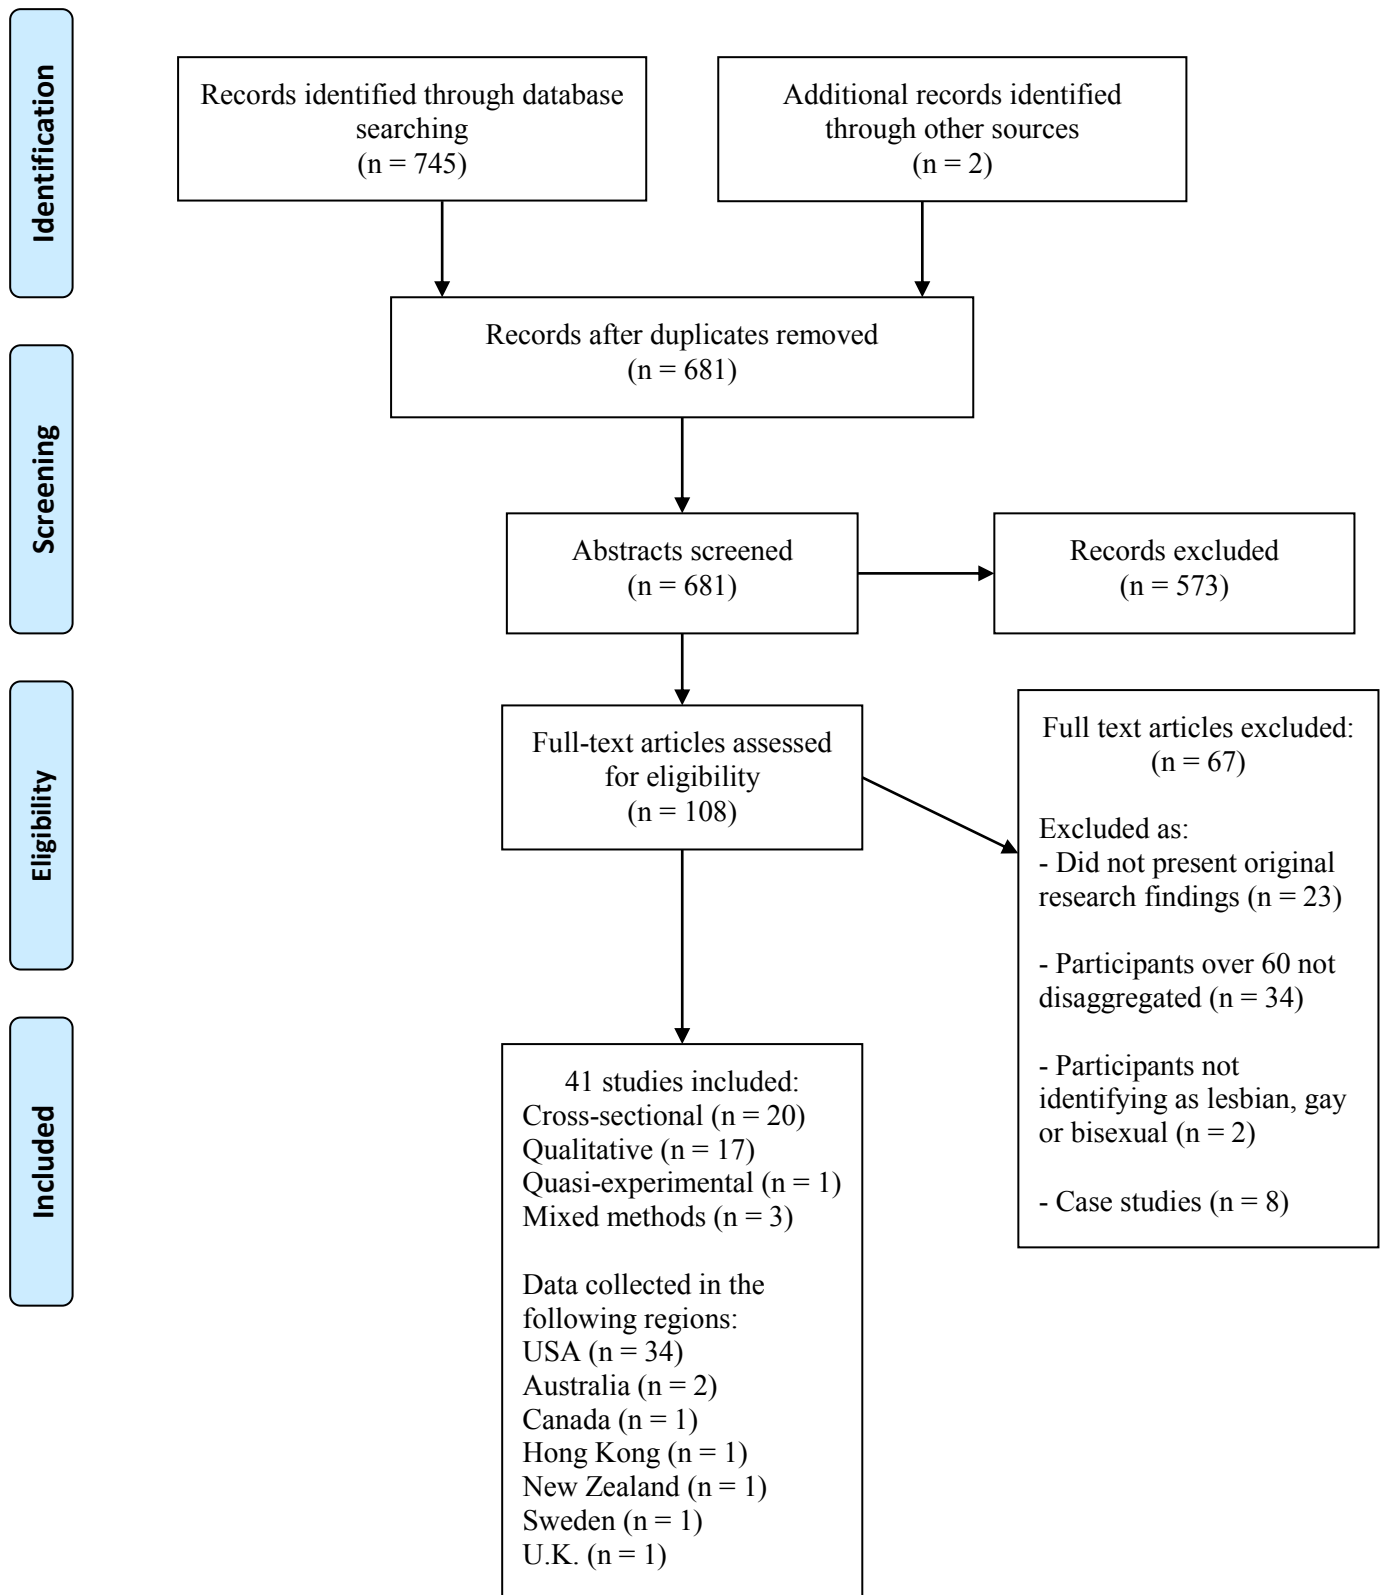 Identification
Records identified through database
searching
(n = 745)
Additional records identified
through other sources
(n = 2)
Records after duplicates removed
(n = 681)
Screening
Abstracts screened
(n = 681)
Records excluded
(n = 573)
Eligibility
Full-text articles assessed
for eligibility
(n = 108)
Full text articles excluded:
(n = 67)
Excluded as:
- Did not present original
research findings (n = 23)
- Participants over 60 not
disaggregated (n = 34)
- Participants not
identifying as lesbian, gay
or bisexual (n = 2)
- Case studies (n = 8)
Included
41 studies included:
Cross-sectional (n = 20)
Qualitative (n = 17)
Quasi-experimental (n = 1)
Mixed methods (n = 3)
Data collected in the
following regions:
USA (n = 34)
Australia (n = 2)
Canada (n = 1)
Hong Kong (n = 1)
New Zealand (n = 1)
Sweden (n = 1)
U.K. (n = 1)